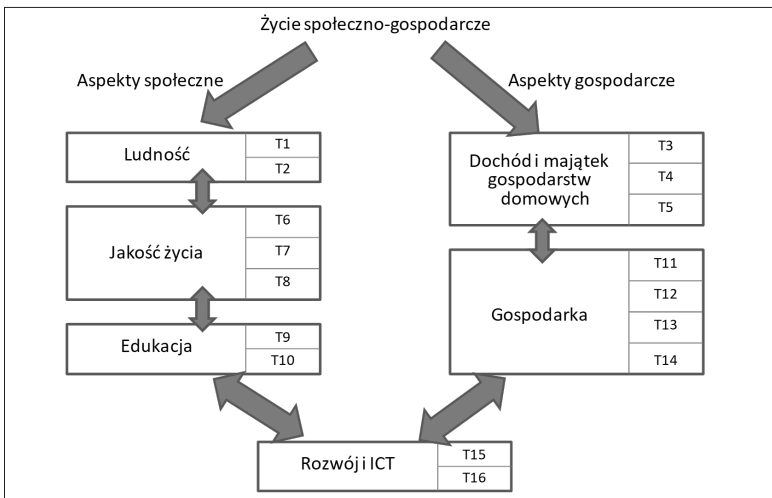 Życie społeczno-gospodarcze
Aspekty społeczne
Aspekty gospodarcze
Ludność
T1
T2
Dochód i majątek
gospodarstw
domowych
T3
T4
T5
Jakość życia
T6
T7
T8
Gospodarka
T11
T12
T13
T14
Edukacja
T9
T10
Rozwój i ICT
T15
T16